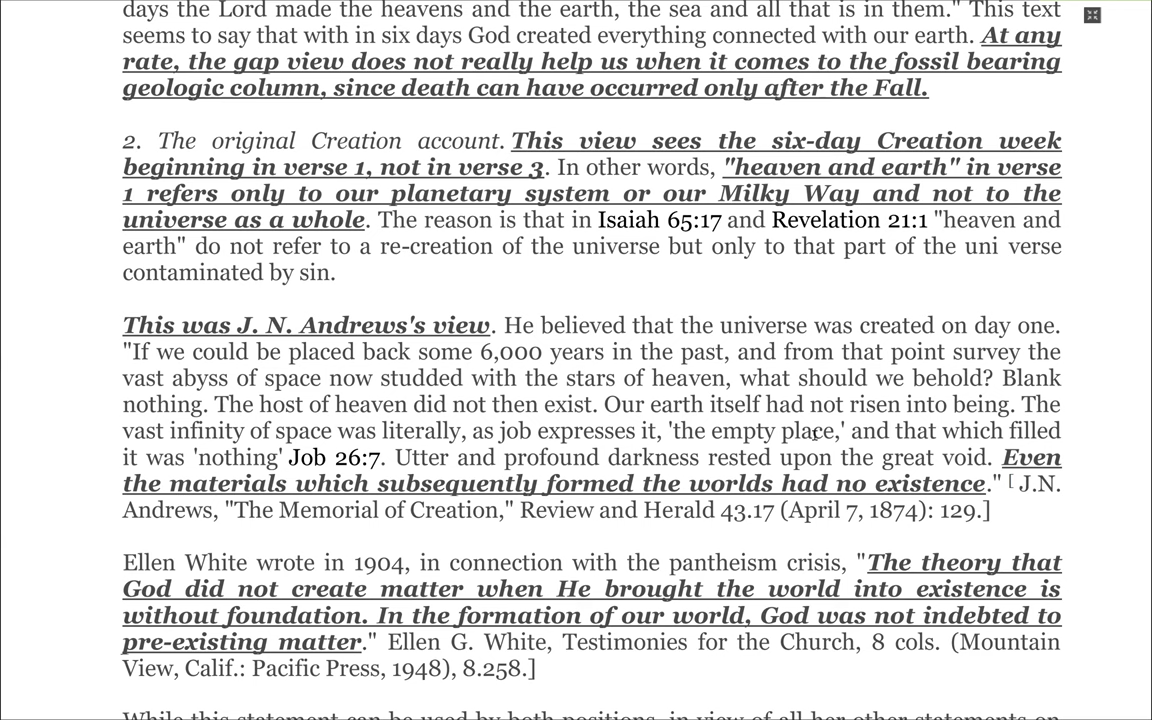 days the Lord made the heavens and the earth, the sea and all that is in them." This text
seems to say that with in six days God created everything connected with our earth. At any
rate, the gap view does not really help us when it comes to the fossil bearing
geologic column, since death can have occurred only after the Fall.
2. The original Creation account. This view sees the six-day Creation week
beginning in verse 1, not in verse 3. In other words, "heaven and earth" in verse
1 refers only to our planetary system or our Milky Way and not to the
universe as a whole. The reason is that in Isaiah 65:17 and Revelation 21:1 "heaven and
earth" do not refer to a re-creation of the universe but only to that part of the uni verse
contaminated by sin.
This was J. N. Andrews's view. He believed that the universe was created on day one.
"If we could be placed back some 6,000 years in the past, and from that point survey the
vast abyss of space now studded with the stars of heaven, what should we behold? Blank
nothing. The host of heaven did not then exist. Our earth itself had not risen into being. The
vast infinity of space was literally, as job expresses it, 'the empty place,' and that which filled
it was 'nothing' Job 26:7. Utter and profound darkness rested upon the great void. Even
the materials which subsequently formed the worlds had no existence." [ J.N.
Andrews, "The Memorial of Creation," Review and Herald 43.17 (April 7, 1874): 129.]
Ellen White wrote in 1904, in connection with the pantheism crisis, "The theory that
God did not create matter when He brought the world into existence is
without foundation. In the formation of our world, God was not indebted to
pre-existing matter." Ellen G. White, Testimonies for the Church, 8 cols. (Mountain
View, Calif.: Pacific Press, 1948), 8.258.]
While this statement can be used by both positions, in view of all her other statements on